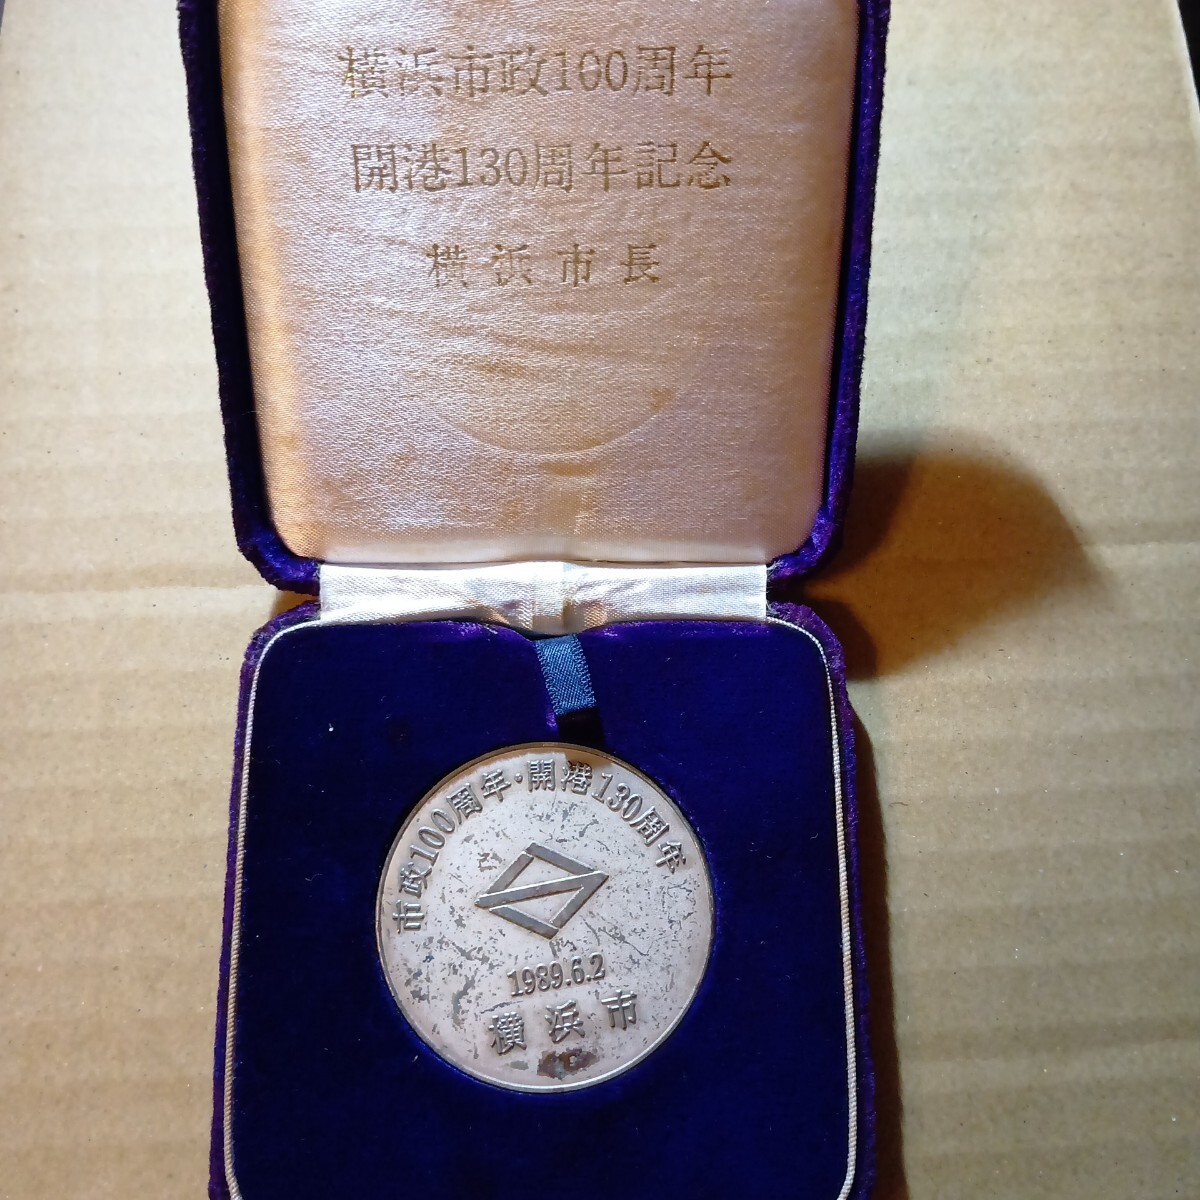 横浜市政100周年
開港130周年記念
横浜市長
市政100周年・開港130周年
1989.6.2
横浜市